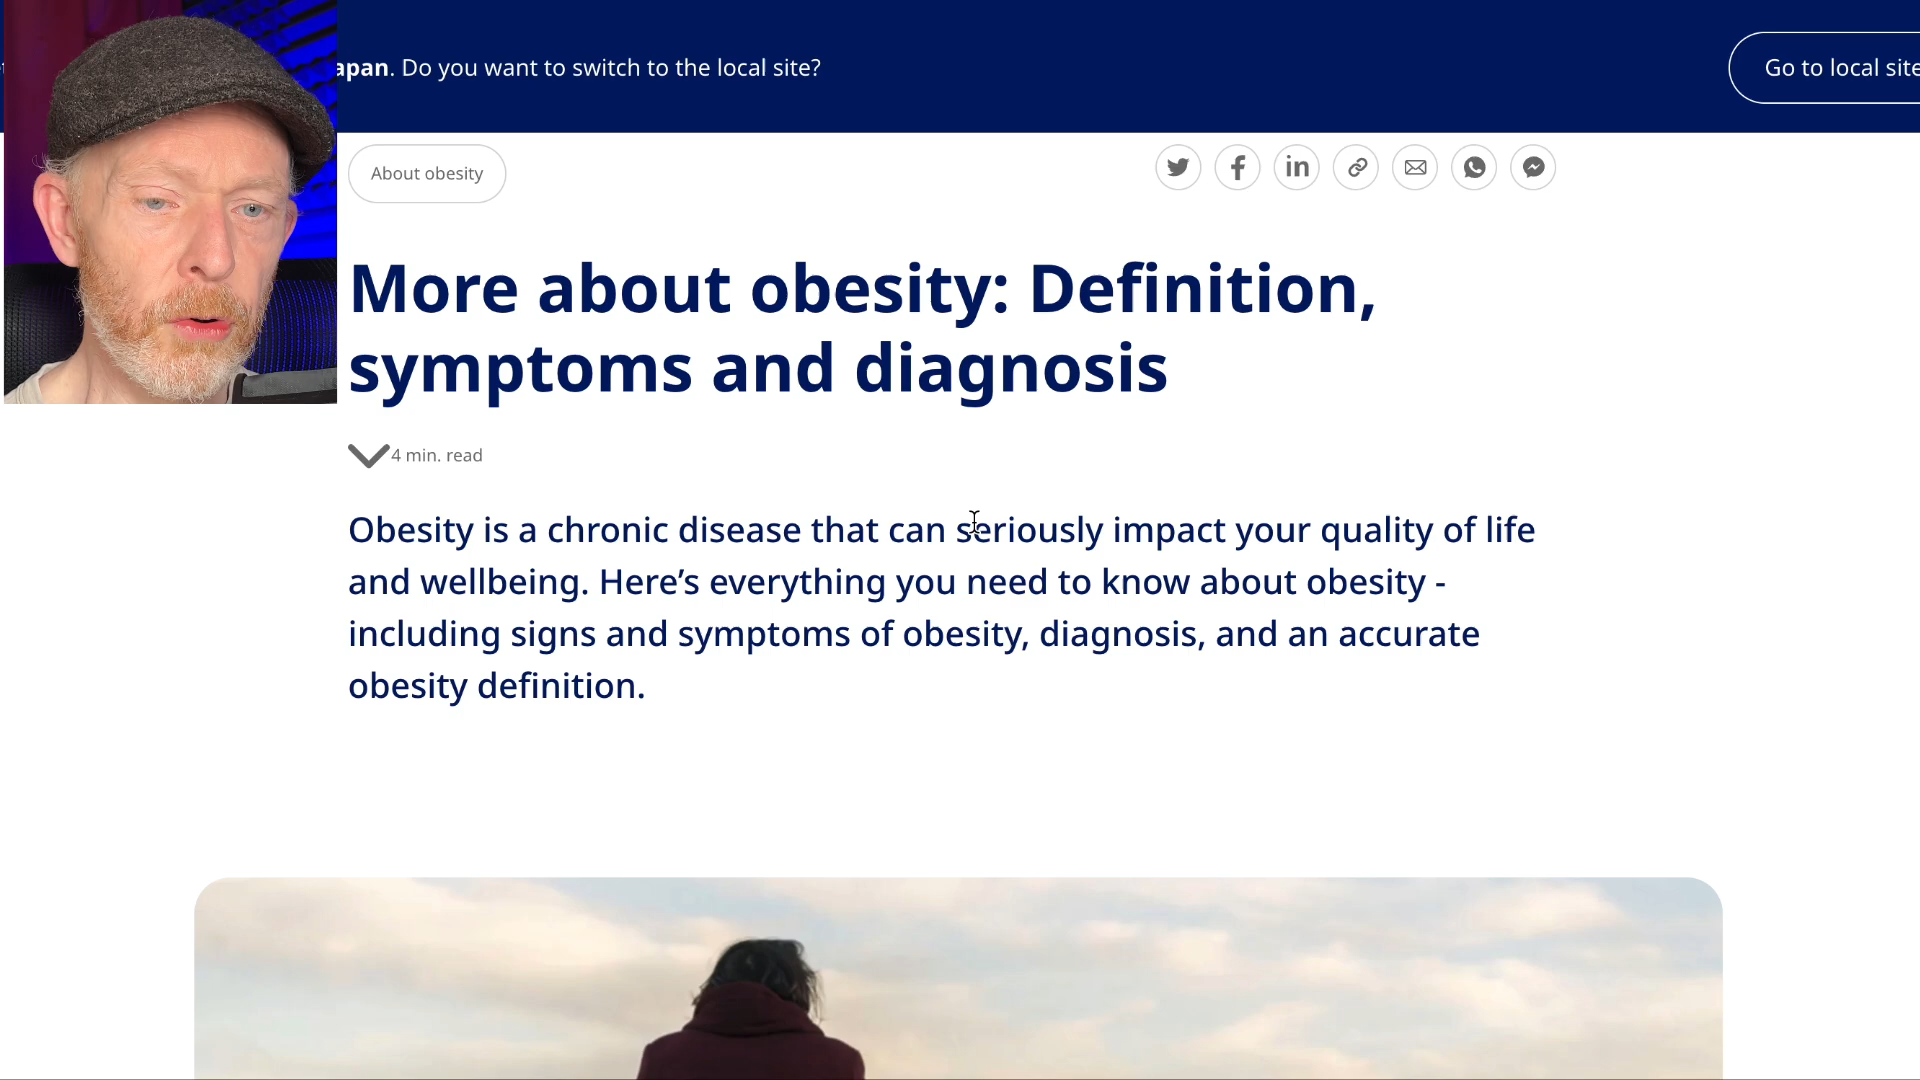 apan. Do you want to switch to the local site?
Go to local site
About obesity
More about obesity: Definition,
symptoms and diagnosis
4 min. read
Obesity is a chronic disease that can seriously impact your quality of life
and wellbeing. Here’s everything you need to know about obesity -
including signs and symptoms of obesity, diagnosis, and an accurate
obesity definition.